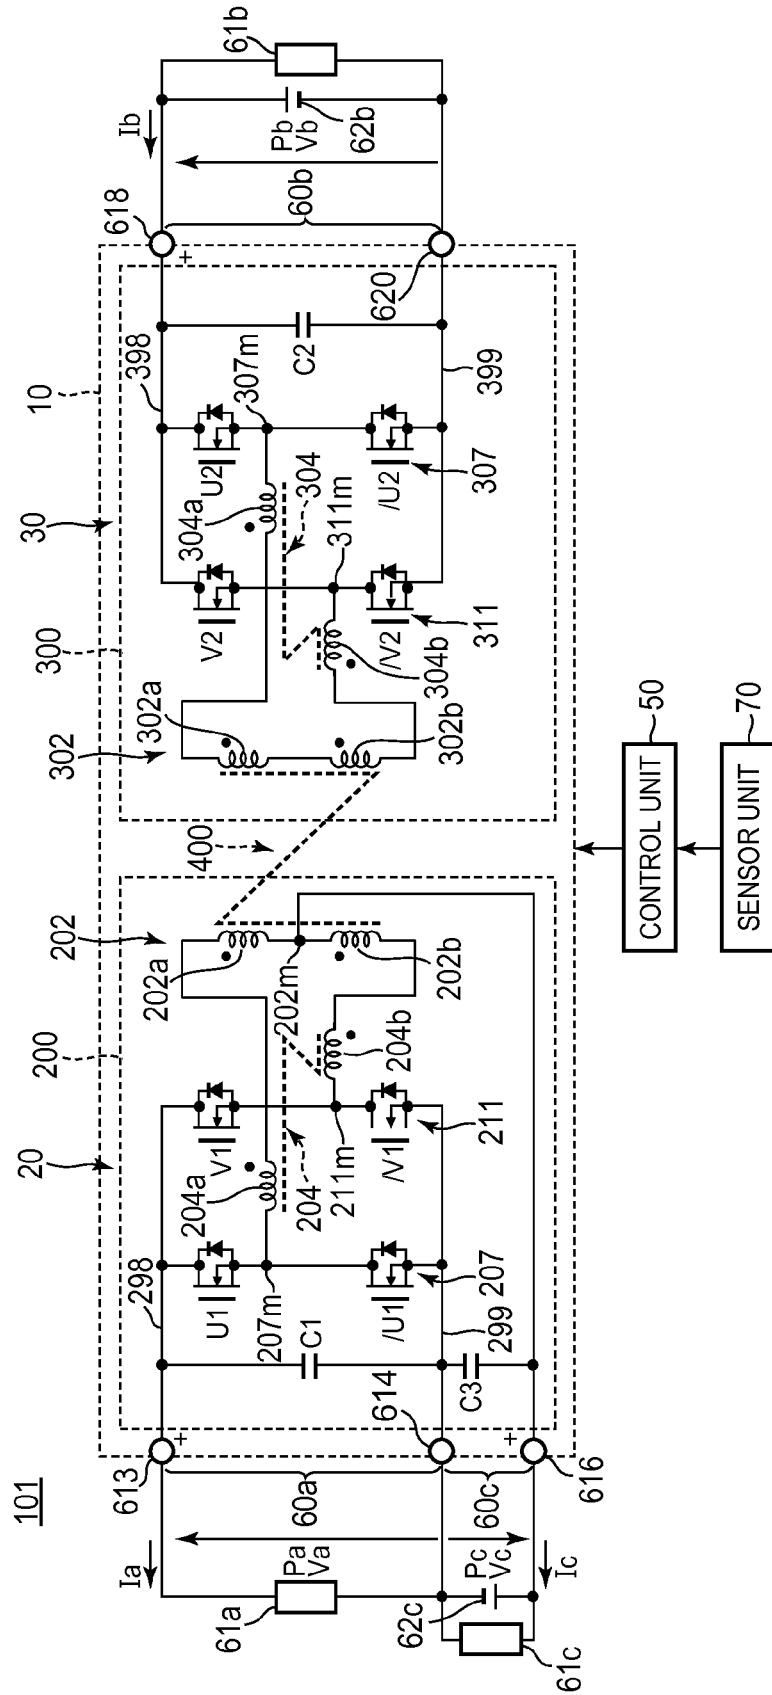 101
20
200
202
400
302
300
30
10
613
298
U1
207m
C1
/U1
207
299
C3
614
616
204a
V1
204
211m
/V1
211
204b
202a
202m
202b
302a
302b
V2
304a
304
311m
304b
/V2
311
U2
307m
/U2
307
398
C2
399
618
620
+
+
+
60a
60c
60b
Ia
Pa
Va
61a
62c
Pc
Vc
Ic
61c
Ib
Pb
Vb
62b
61b
CONTROL UNIT
50
SENSOR UNIT
70